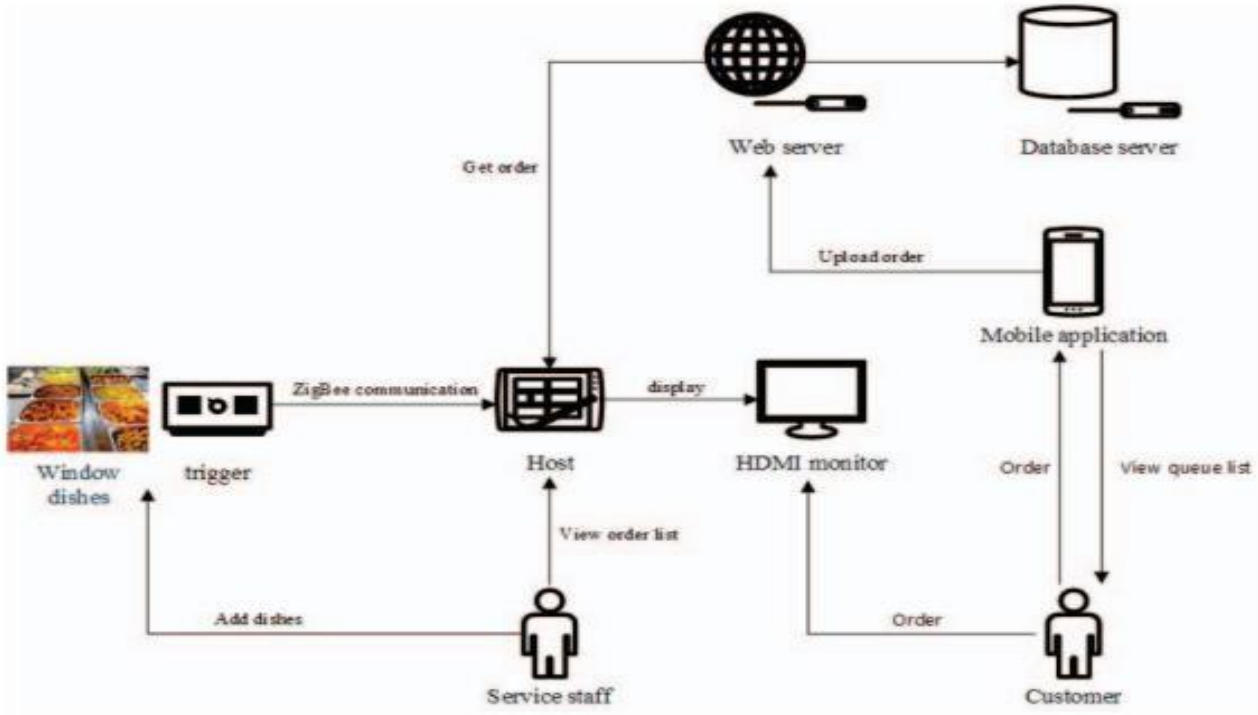 Web server
Database server
Get order
Upload order
Mobile application
ZigBee communication
display
Window
dishes
trigger
Host
HDMI monitor
Order
View queue list
View order list
Add dishes
Order
Service staff
Customer